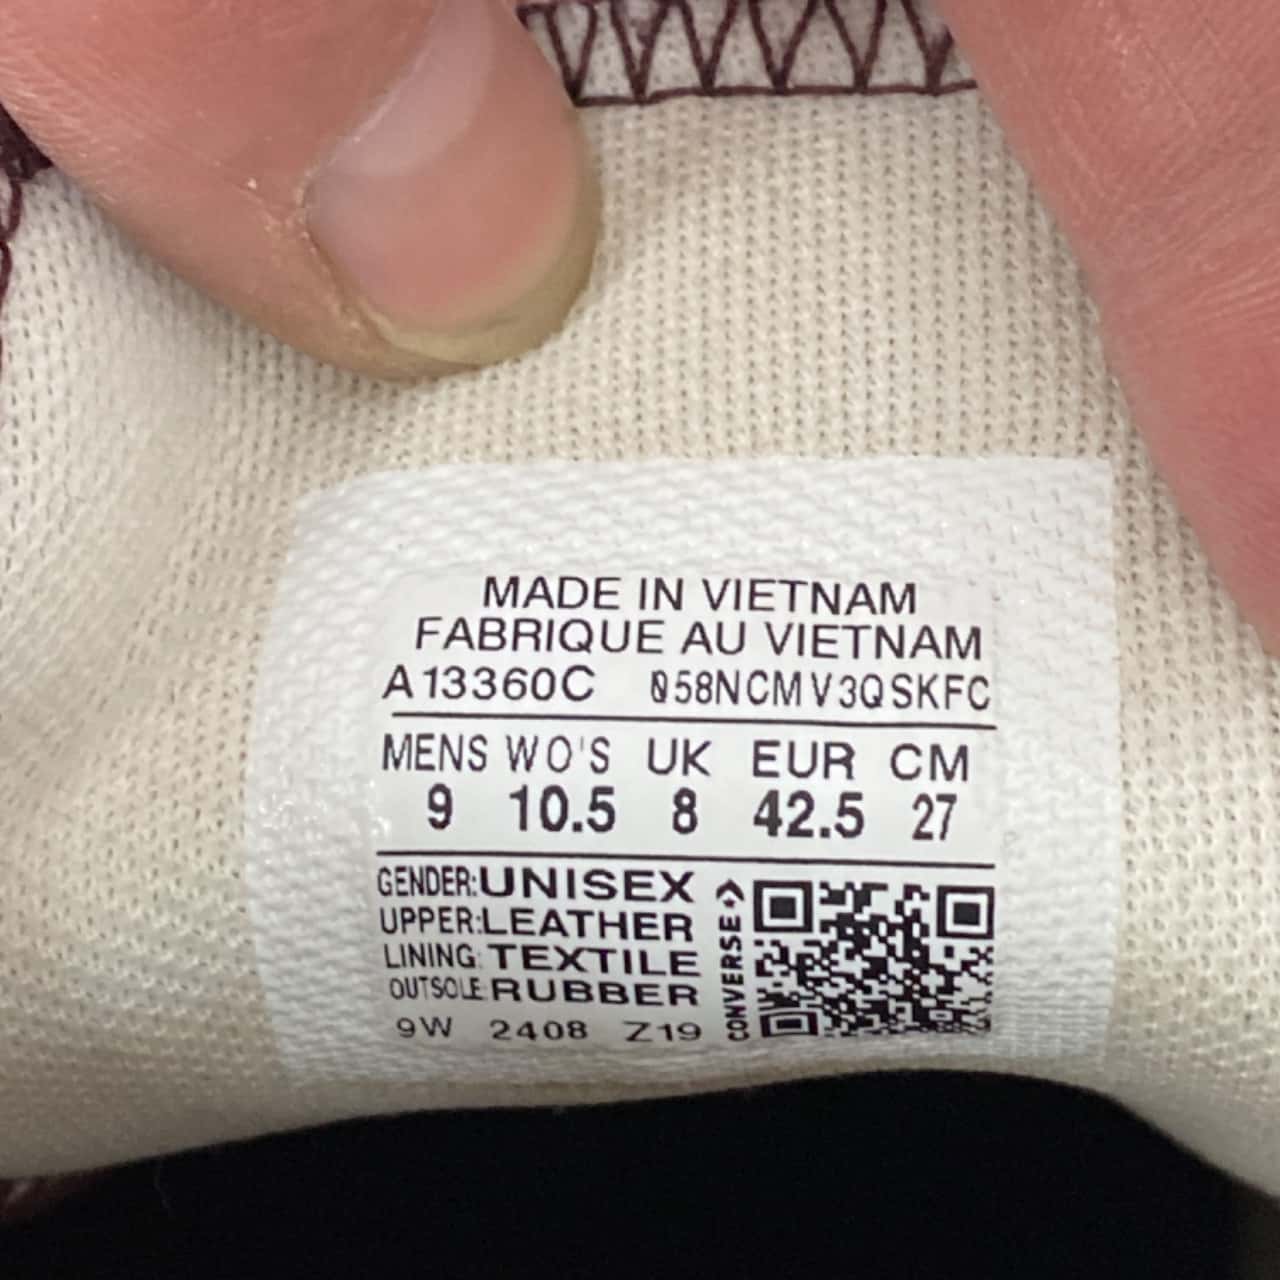 MADE IN VIETNAM
FABRIQUE AU VIETNAM
A13360C 058NCMV3QSKFC
MENS WO'S UK EUR CM
9 10.5 8 42.5 27
GENDER:UNISEX
UPPER:LEATHER
LINING:TEXTILE
OUTSOLE:RUBBER
9W 2408 Z19
CONVERSE